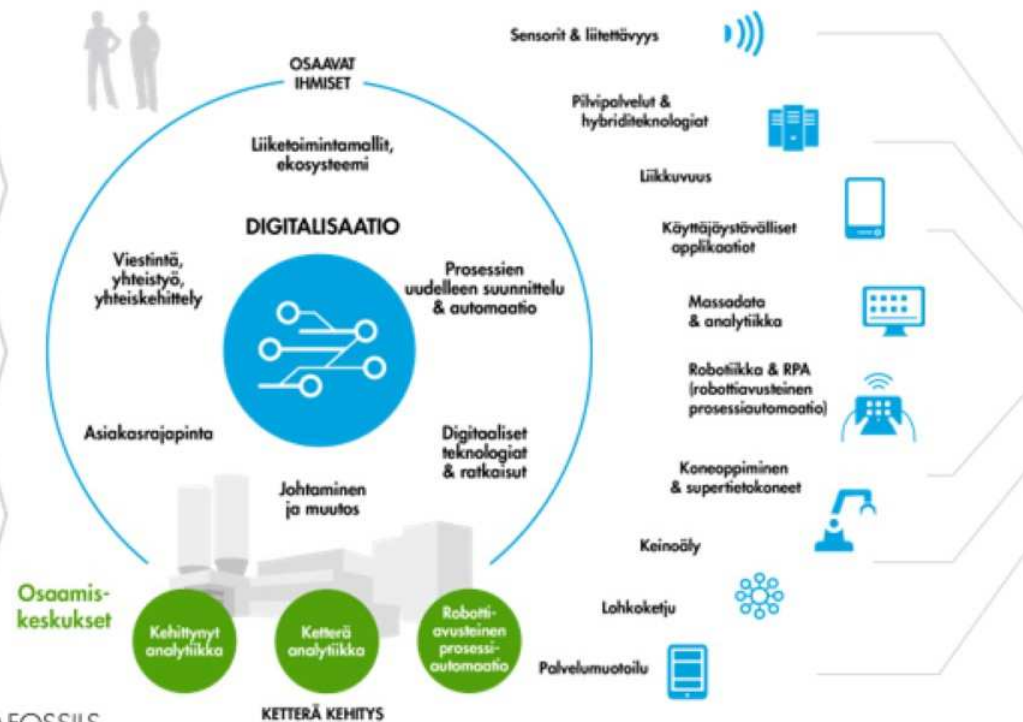 OSAAVAT
IHMISET
Liiketoimintamallit,
ekosysteemi
DIGITALISAATIO
Viestintä,
yhteistyö,
yhteiskehittely
Prosessien
uudelleen suunnittelu
& automaatio
Asiakasrajapinta
Digitaaliset
teknologiat
& ratkaisut
Johtaminen
ja muutos
Osaamis-
keskukset
Kehittynyt
analytiikka
Ketterä
analytiikka
Robotti-
avusteinen
prosessi-
automaatio
KETTERÄ KEHITYS
Sensorit & liitettävyys
Pilvipalvelut &
hybriditeknologiat
Liikkuvuus
Käyttäjäystävälliset
applikaatiot
Massadata
& analytiikka
Robotiikka & RPA
(robottiavusteinen
prosessiautomaatio)
Koneoppiminen
& supertietokoneet
Keinoäly
Lohkoketju
Palvelumuotoilu